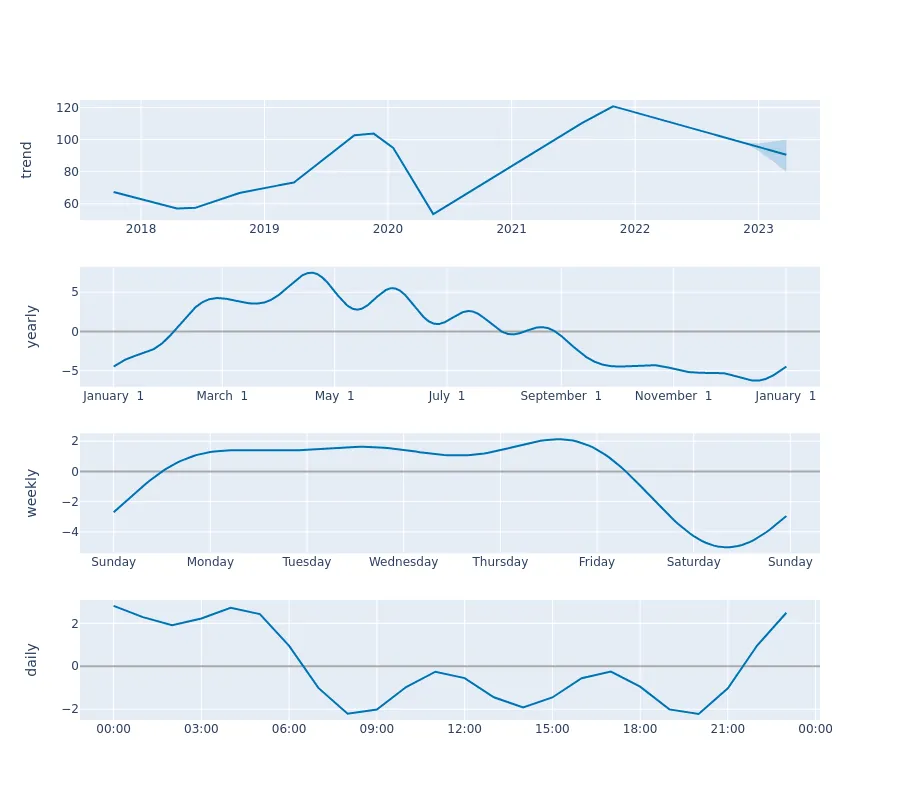 trend
120
100
80
60
2018 2019 2020 2021 2022 2023
yearly
5
0
−5
January 1 March 1 May 1 July 1 September 1 November 1 January 1
weekly
2
0
−2
−4
Sunday Monday Tuesday Wednesday Thursday Friday Saturday Sunday
daily
2
0
−2
00:00 03:00 06:00 09:00 12:00 15:00 18:00 21:00 00:00